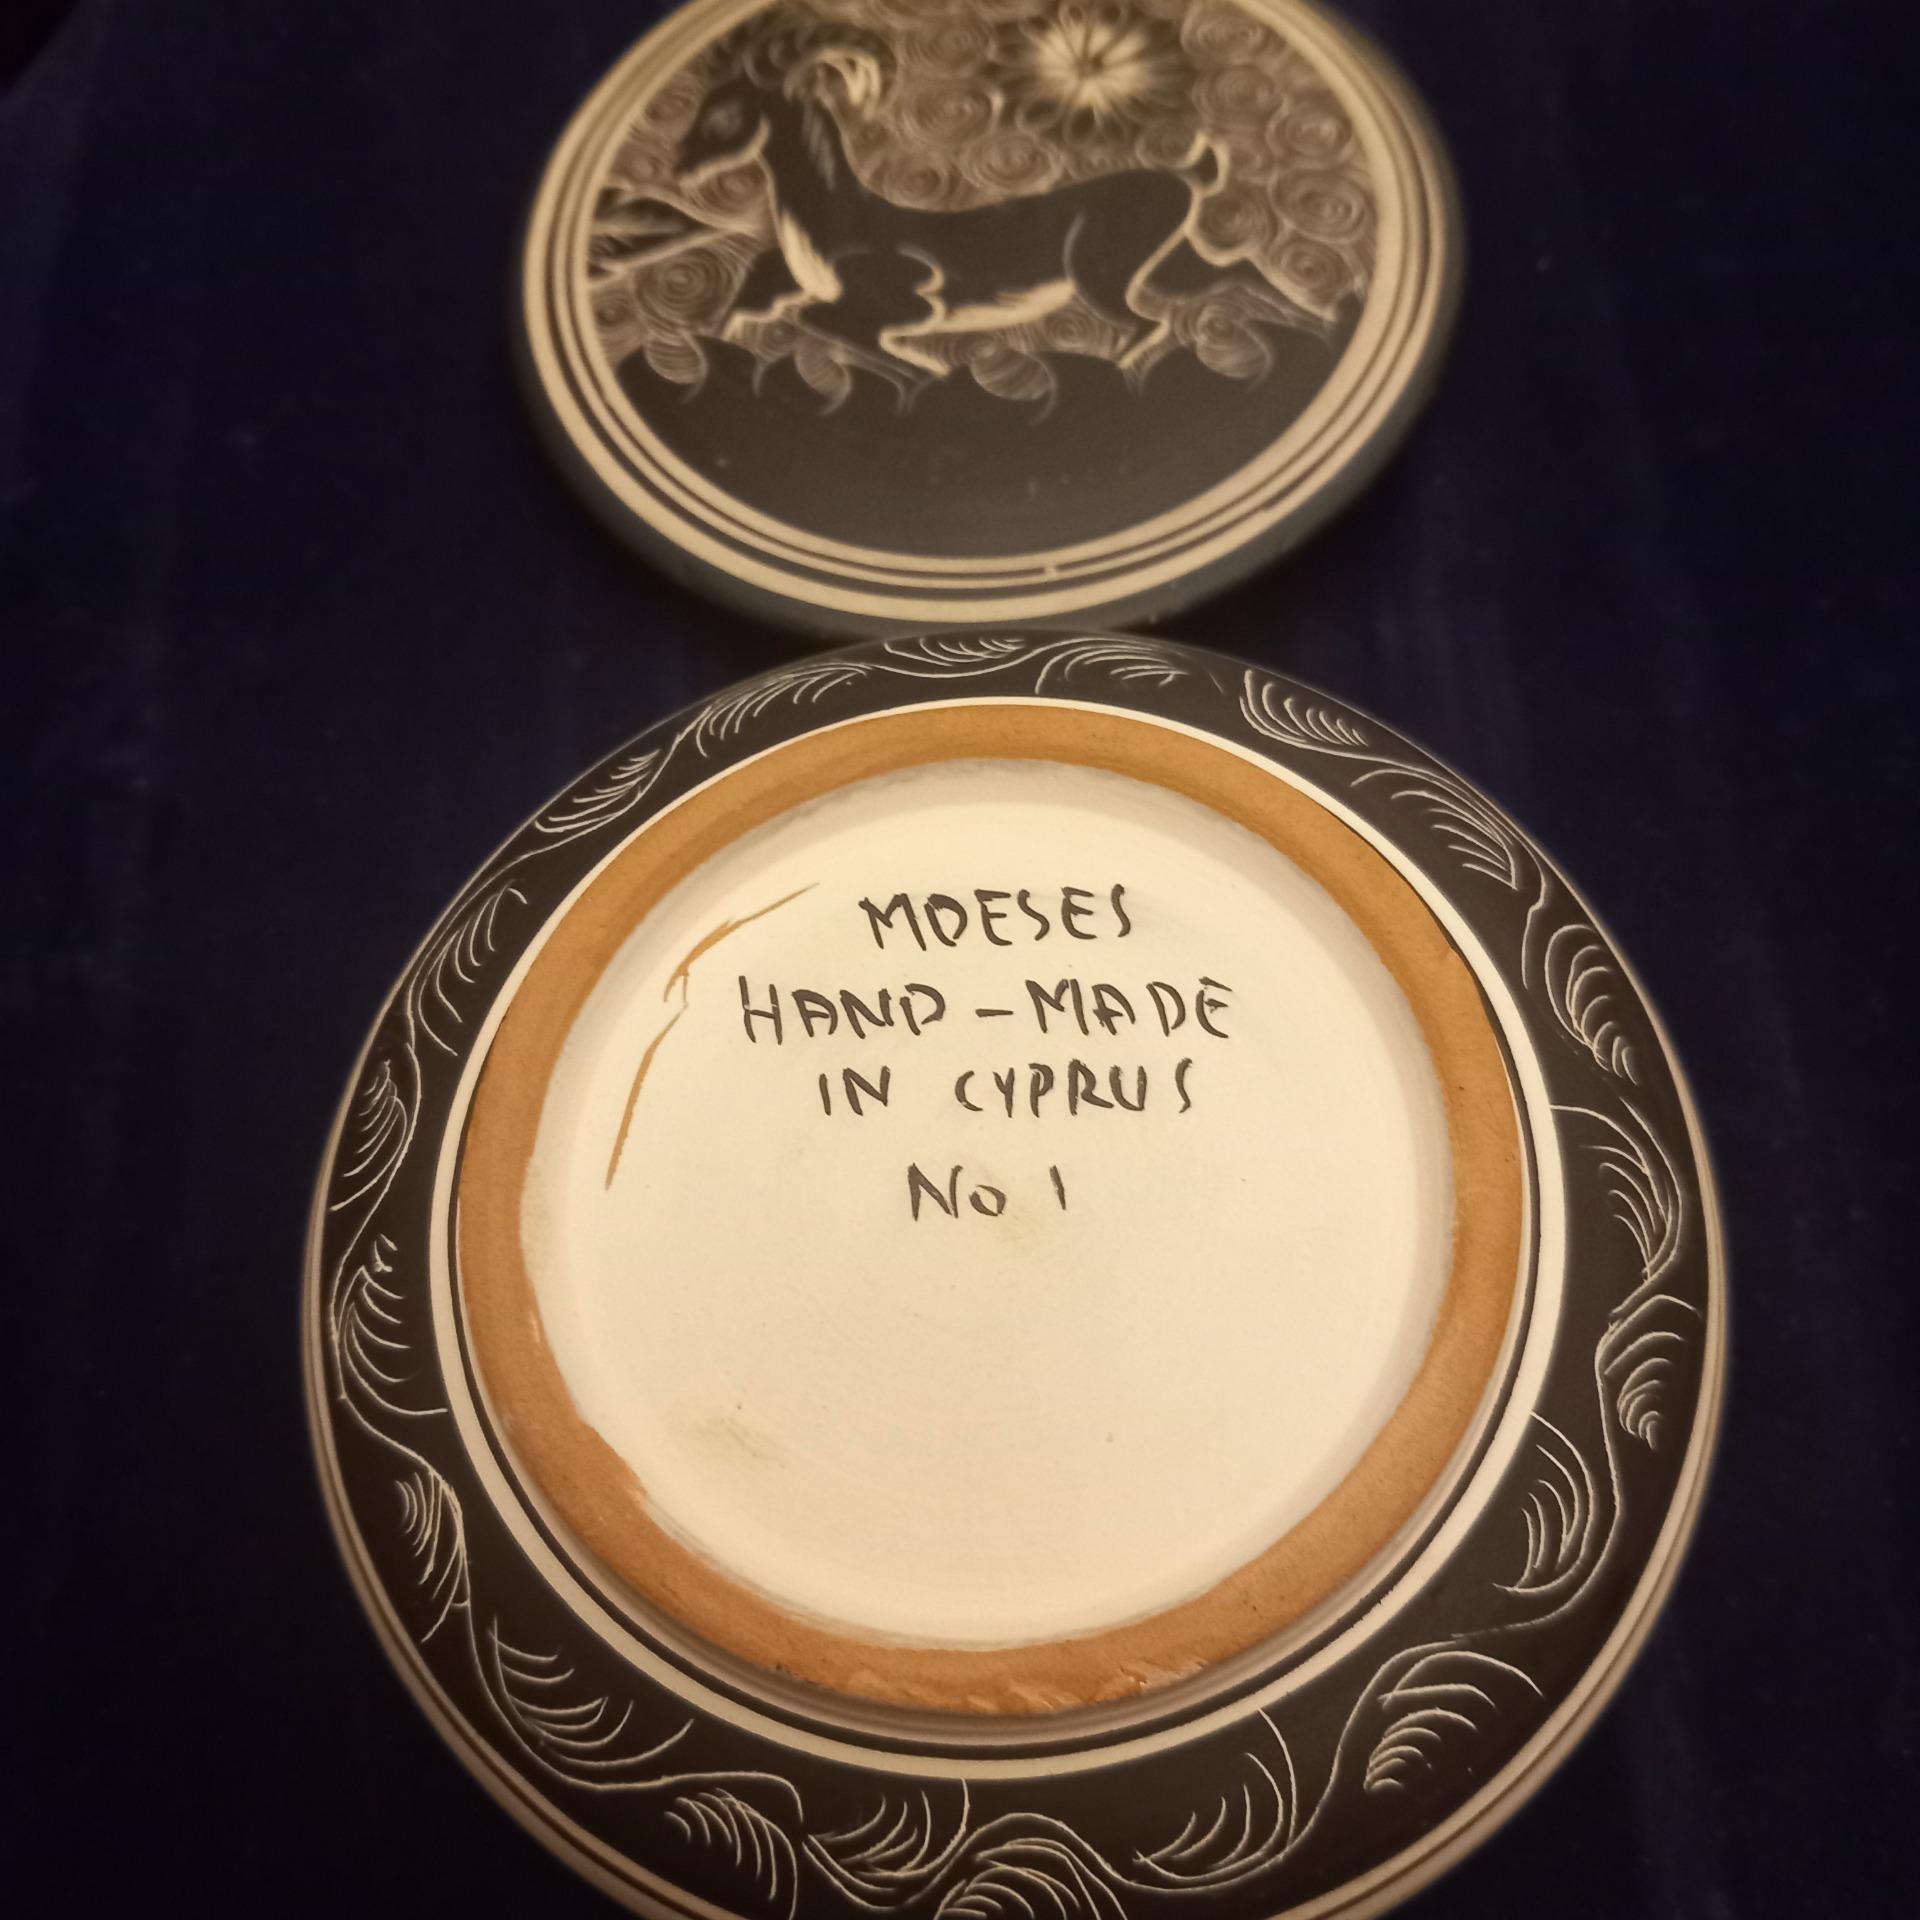 MOESES
HAND-MADE
IN CYPRUS
No 1